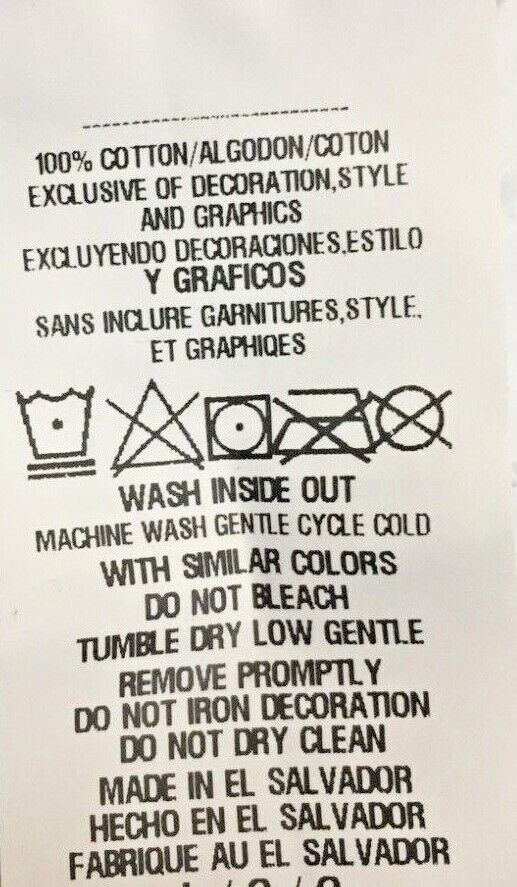 100% COTTON/ALGODON/COTON
EXCLUSIVE OF DECORATION,STYLE
AND GRAPHICS
EXCLUYENDO DECORACIONES.ESTILO
Y GRAFICOS
SANS INCLURE GARNITURES,STYLE.
ET GRAPHIQES
WASH INSIDE OUT
MACHINE WASH GENTLE CYCLE COLD
WITH SIMILAR COLORS
DO NOT BLEACH
TUMBLE DRY LOW GENTLE
REMOVE PROMPTLY
DO NOT IRON DECORATION
DO NOT DRY CLEAN
MADE IN EL SALVADOR
HECHO EN EL SALVADOR
FABRIQUE AU EL SALVADOR